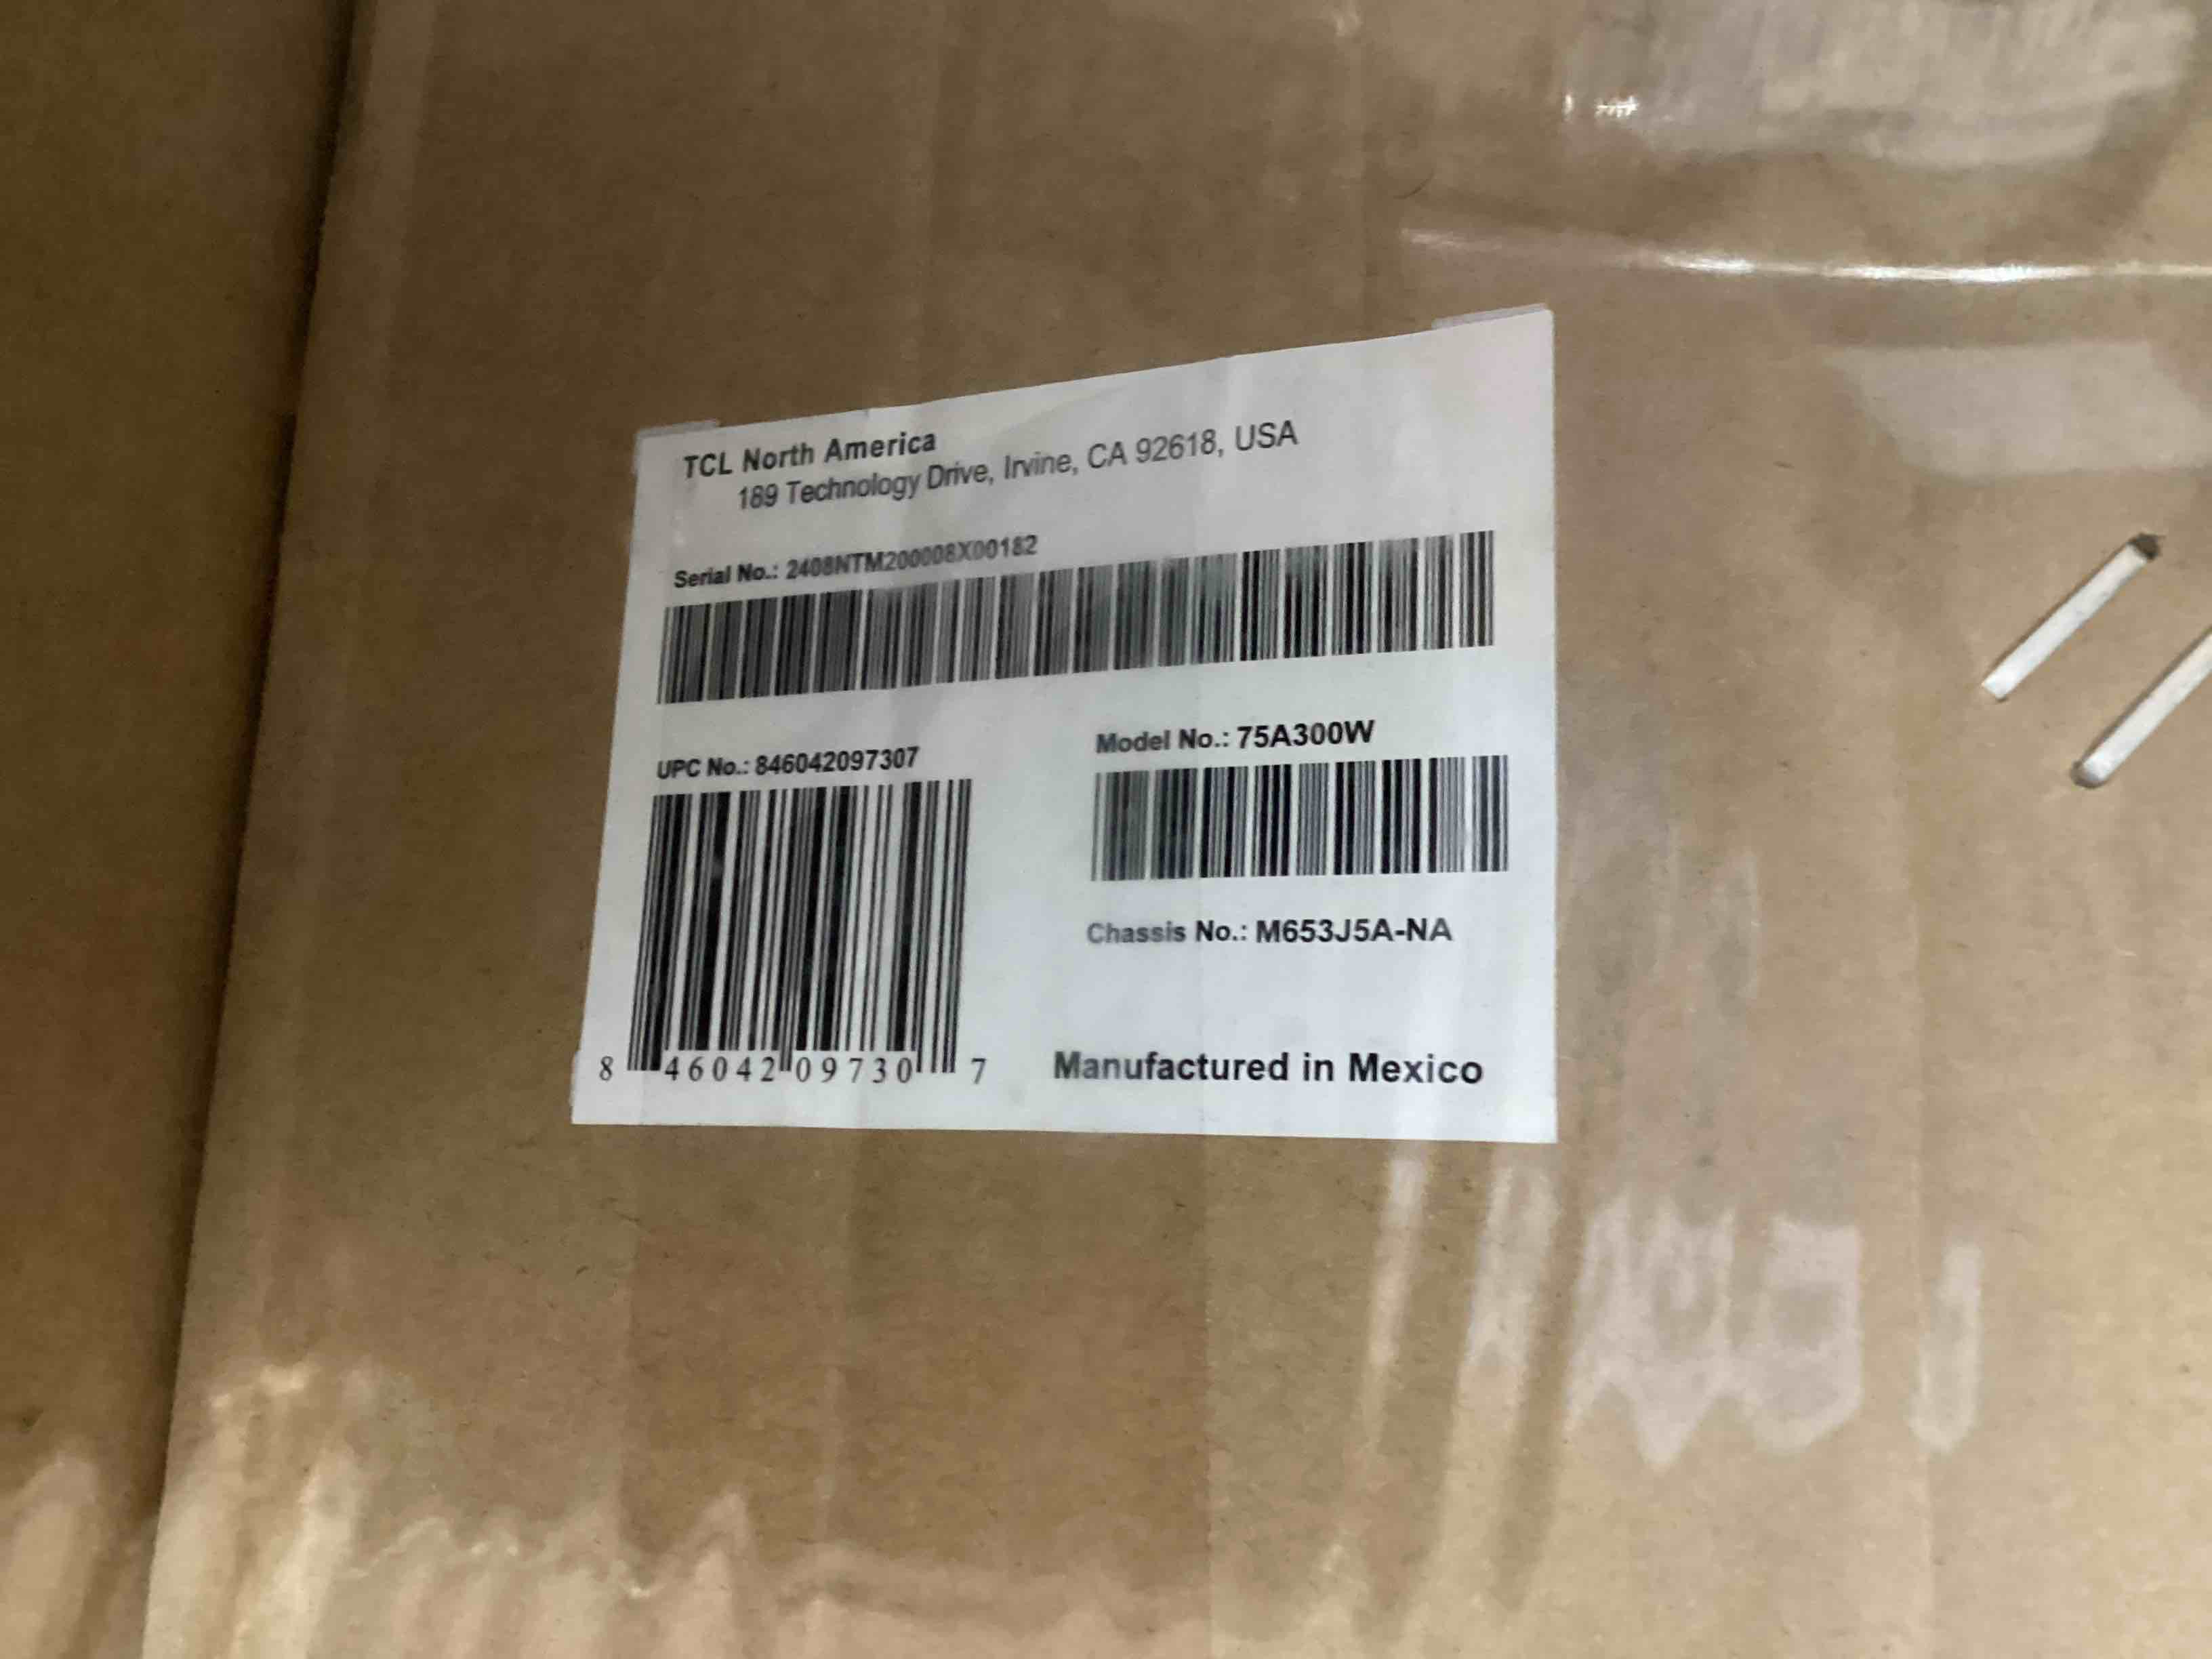 TCL North America
189 Technology Drive, Irvine, CA 92618, USA
Serial No.: 2408NTM200008X00182
UPC No.: 846042097307
Model No.: 75A300W
Chassis No.: M653J5A-NA
8 46042 09730 7
Manufactured in Mexico